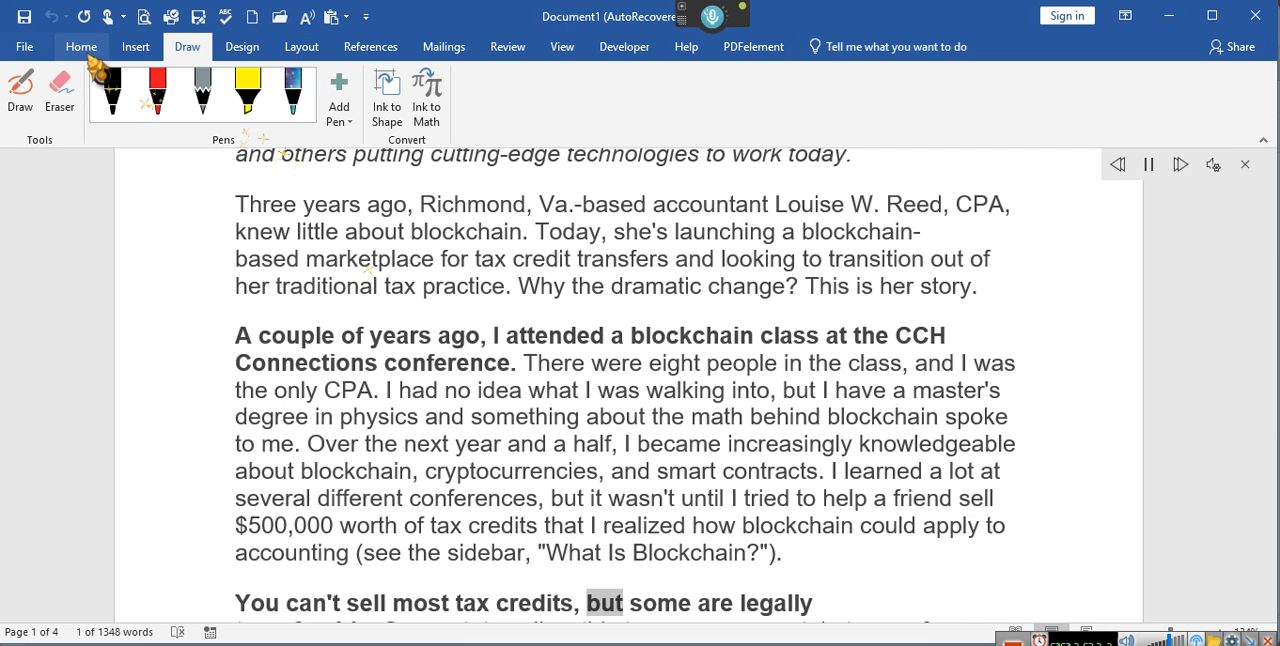 Document1 (AutoRecovere
Sign in
File Home Insert Draw Design Layout References Mailings Review View Developer Help PDFelement Tell me what you want to do Share
Draw Eraser Add Pen Ink to Shape Ink to Math
Tools Pens Convert
and others putting cutting-edge technologies to work today.
Three years ago, Richmond, Va.-based accountant Louise W. Reed, CPA,
knew little about blockchain. Today, she's launching a blockchain-
based marketplace for tax credit transfers and looking to transition out of
her traditional tax practice. Why the dramatic change? This is her story.
A couple of years ago, I attended a blockchain class at the CCH
Connections conference. There were eight people in the class, and I was
the only CPA. I had no idea what I was walking into, but I have a master's
degree in physics and something about the math behind blockchain spoke
to me. Over the next year and a half, I became increasingly knowledgeable
about blockchain, cryptocurrencies, and smart contracts. I learned a lot at
several different conferences, but it wasn't until I tried to help a friend sell
$500,000 worth of tax credits that I realized how blockchain could apply to
accounting (see the sidebar, "What Is Blockchain?").
You can't sell most tax credits, but some are legally
Page 1 of 4 1 of 1348 words